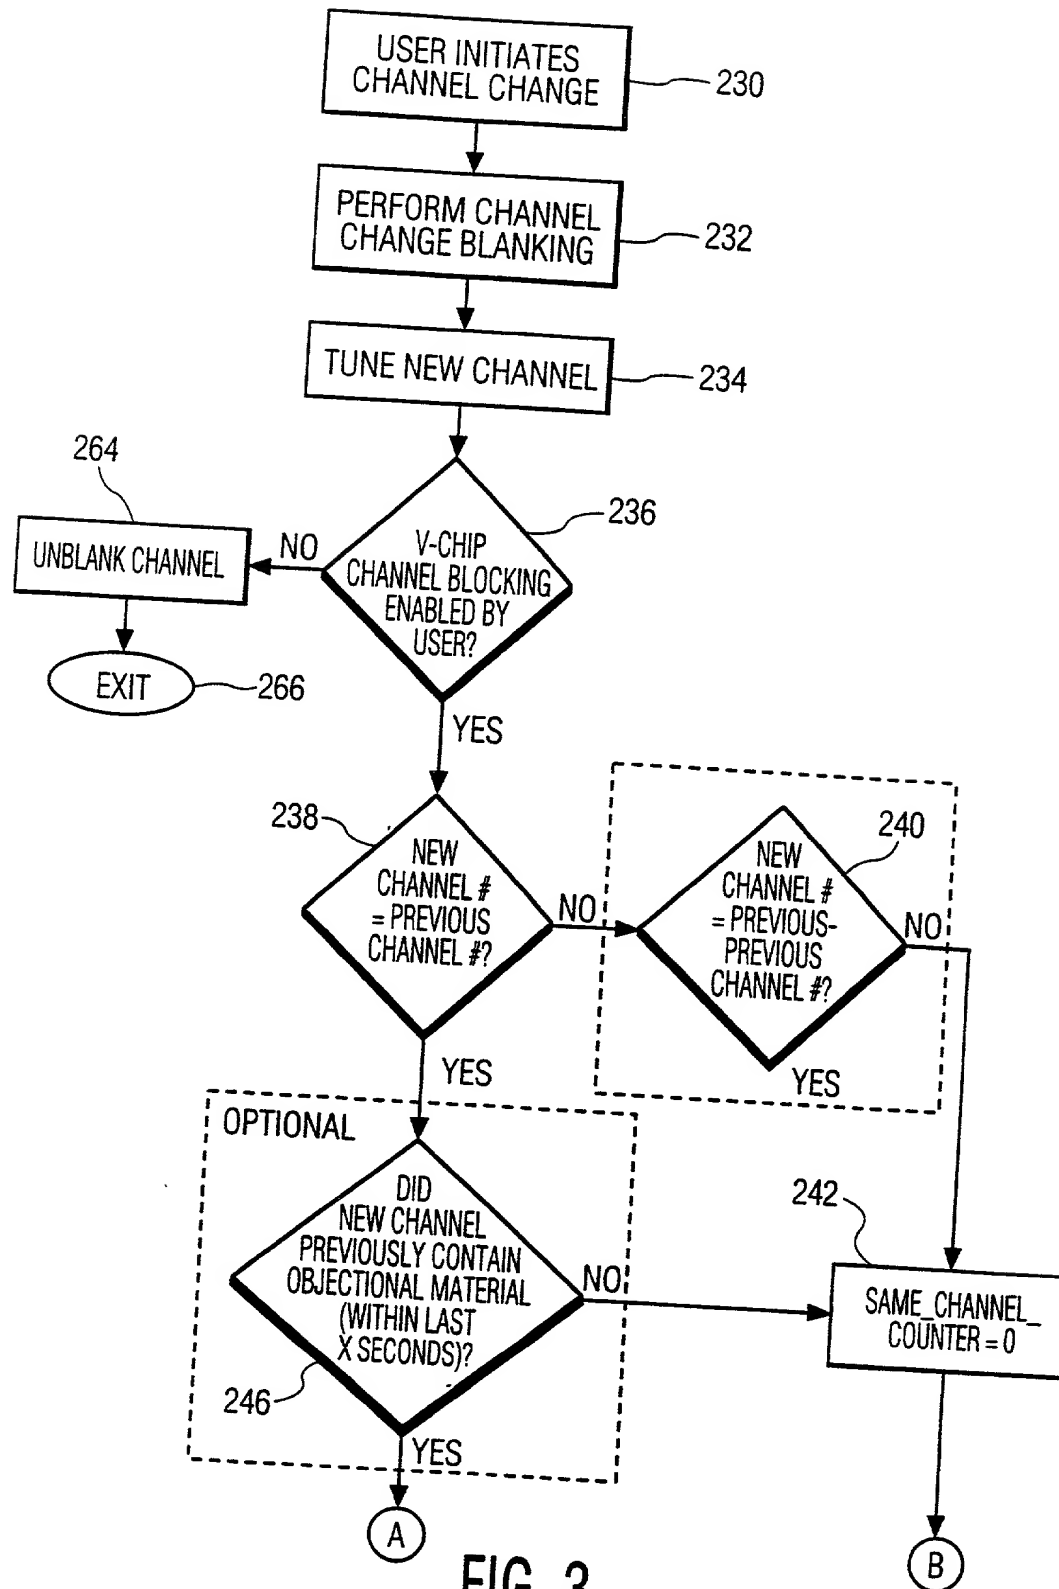 USER INITIATES
CHANNEL CHANGE
230
PERFORM CHANNEL
CHANGE BLANKING
232
TUNE NEW CHANNEL
234
264
236
UNBLANK CHANNEL
NO
V-CHIP
CHANNEL BLOCKING
ENABLED BY
USER?
EXIT
266
YES
238
NEW
CHANNEL #
= PREVIOUS
CHANNEL #?
NO
240
NEW
CHANNEL #
= PREVIOUS-
PREVIOUS
CHANNEL #?
NO
YES
YES
OPTIONAL
DID
NEW CHANNEL
PREVIOUSLY CONTAIN
OBJECTIONAL MATERIAL
(WITHIN LAST
X SECONDS)?
NO
246
YES
242
SAME_CHANNEL_
COUNTER = 0
A
B
FIG. 3